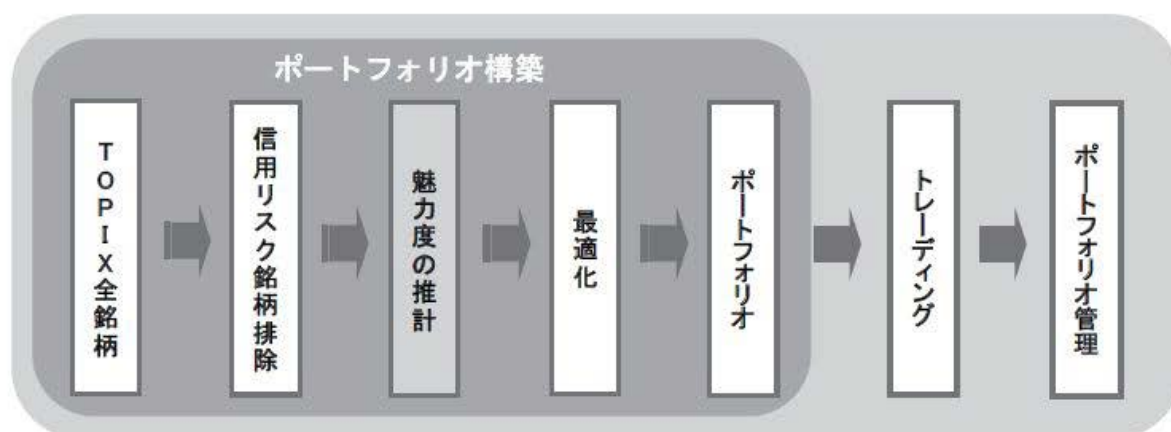 ポートフォリオ構築
TOPIX全銘柄
信用リスク銘柄排除
魅力度の推計
最適化
ポートフォリオ
トレーディング
ポートフォリオ管理